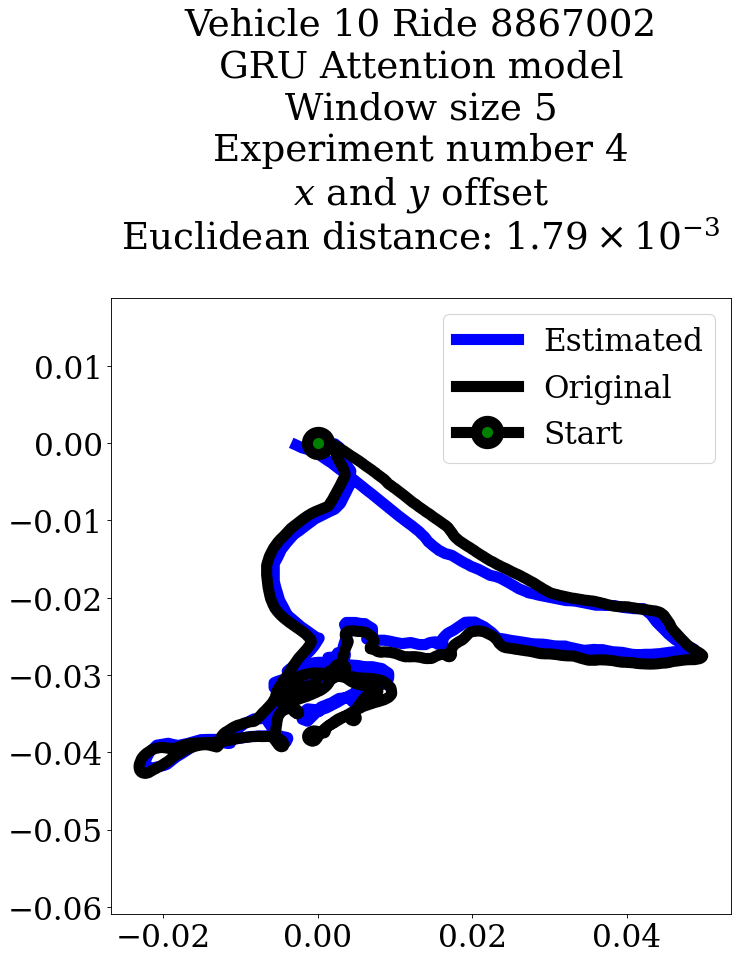 Vehicle 10 Ride 8867002
GRU Attention model
Window size 5
Experiment number 4
x and y offset
Euclidean distance: 1.79 × 10⁻³
Estimated
Original
Start
0.01
0.00
−0.01
−0.02
−0.03
−0.04
−0.05
−0.06
−0.02 0.00 0.02 0.04